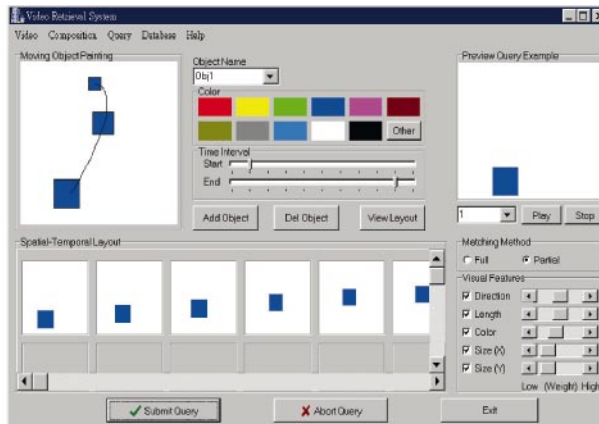 Video Retrieval System
Video Composition Query Database Help
Moving Object Painting
Object Name
Obj1
Color
Other
Time Interval
Start
End
Add Object Del Object View Layout
Preview Query Example
1 Play Stop
Spatial-Temporal Layout
Matching Method
Full Partial
Visual Features
Direction
Length
Color
Size (X)
Size (Y)
Low (Weight) High
Submit Query Abort Query Exit